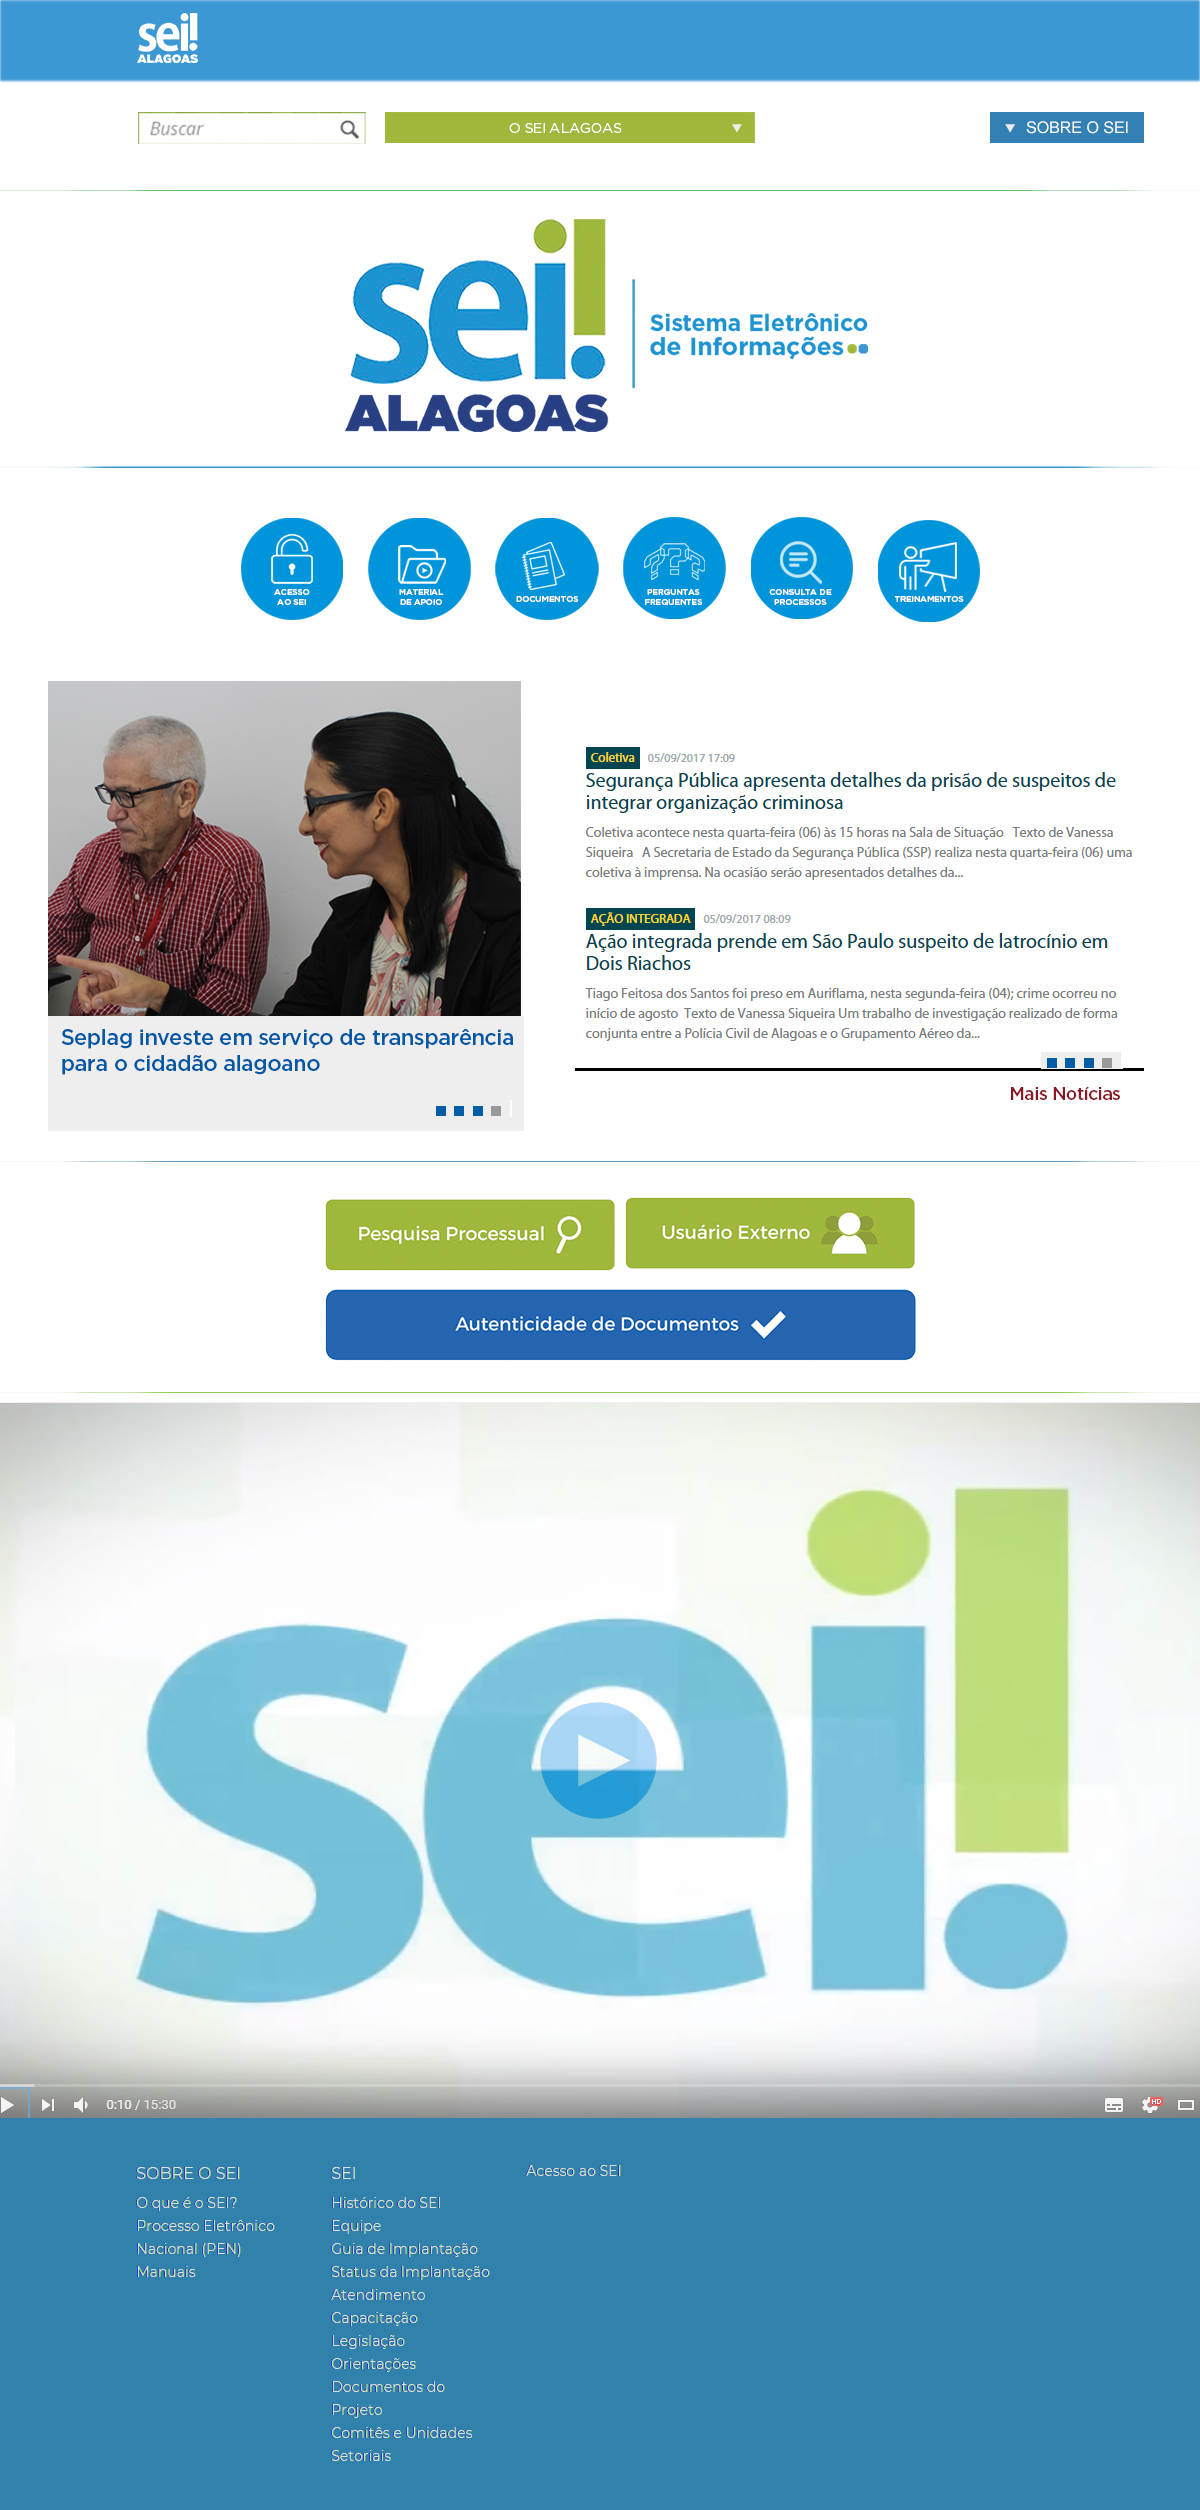 sei!
ALAGOAS
Buscar
O SEI ALAGOAS
SOBRE O SEI
sei!
ALAGOAS
Sistema Eletrônico
de Informações
ACESSO
AO SEI
MATERIAL
DE APOIO
DOCUMENTOS
PERGUNTAS
FREQUENTES
CONSULTA DE
PROCESSOS
TREINAMENTOS
Seplag investe em serviço de transparência
para o cidadão alagoano
Coletiva 05/09/2017 17:09
Segurança Pública apresenta detalhes da prisão de suspeitos de
integrar organização criminosa
Coletiva acontece nesta quarta-feira (06) às 15 horas na Sala de Situação Texto de Vanessa
Siqueira A Secretaria de Estado da Segurança Pública (SSP) realiza nesta quarta-feira (06) uma
coletiva à imprensa. Na ocasião serão apresentados detalhes da...
AÇÃO INTEGRADA 05/09/2017 08:09
Ação integrada prende em São Paulo suspeito de latrocínio em
Dois Riachos
Tiago Feitosa dos Santos foi preso em Auriflama, nesta segunda-feira (04); crime ocorreu no
início de agosto Texto de Vanessa Siqueira Um trabalho de investigação realizado de forma
conjunta entre a Polícia Civil de Alagoas e o Grupamento Aéreo da...
Mais Notícias
Pesquisa Processual
Usuário Externo
Autenticidade de Documentos
sei!
0:10 / 15:30
HD
SOBRE O SEI
O que é o SEI?
Processo Eletrônico
Nacional (PEN)
Manuais
SEI
Histórico do SEI
Equipe
Guia de Implantação
Status da Implantação
Atendimento
Capacitação
Legislação
Orientações
Documentos do
Projeto
Comitês e Unidades
Setoriais
Acesso ao SEI